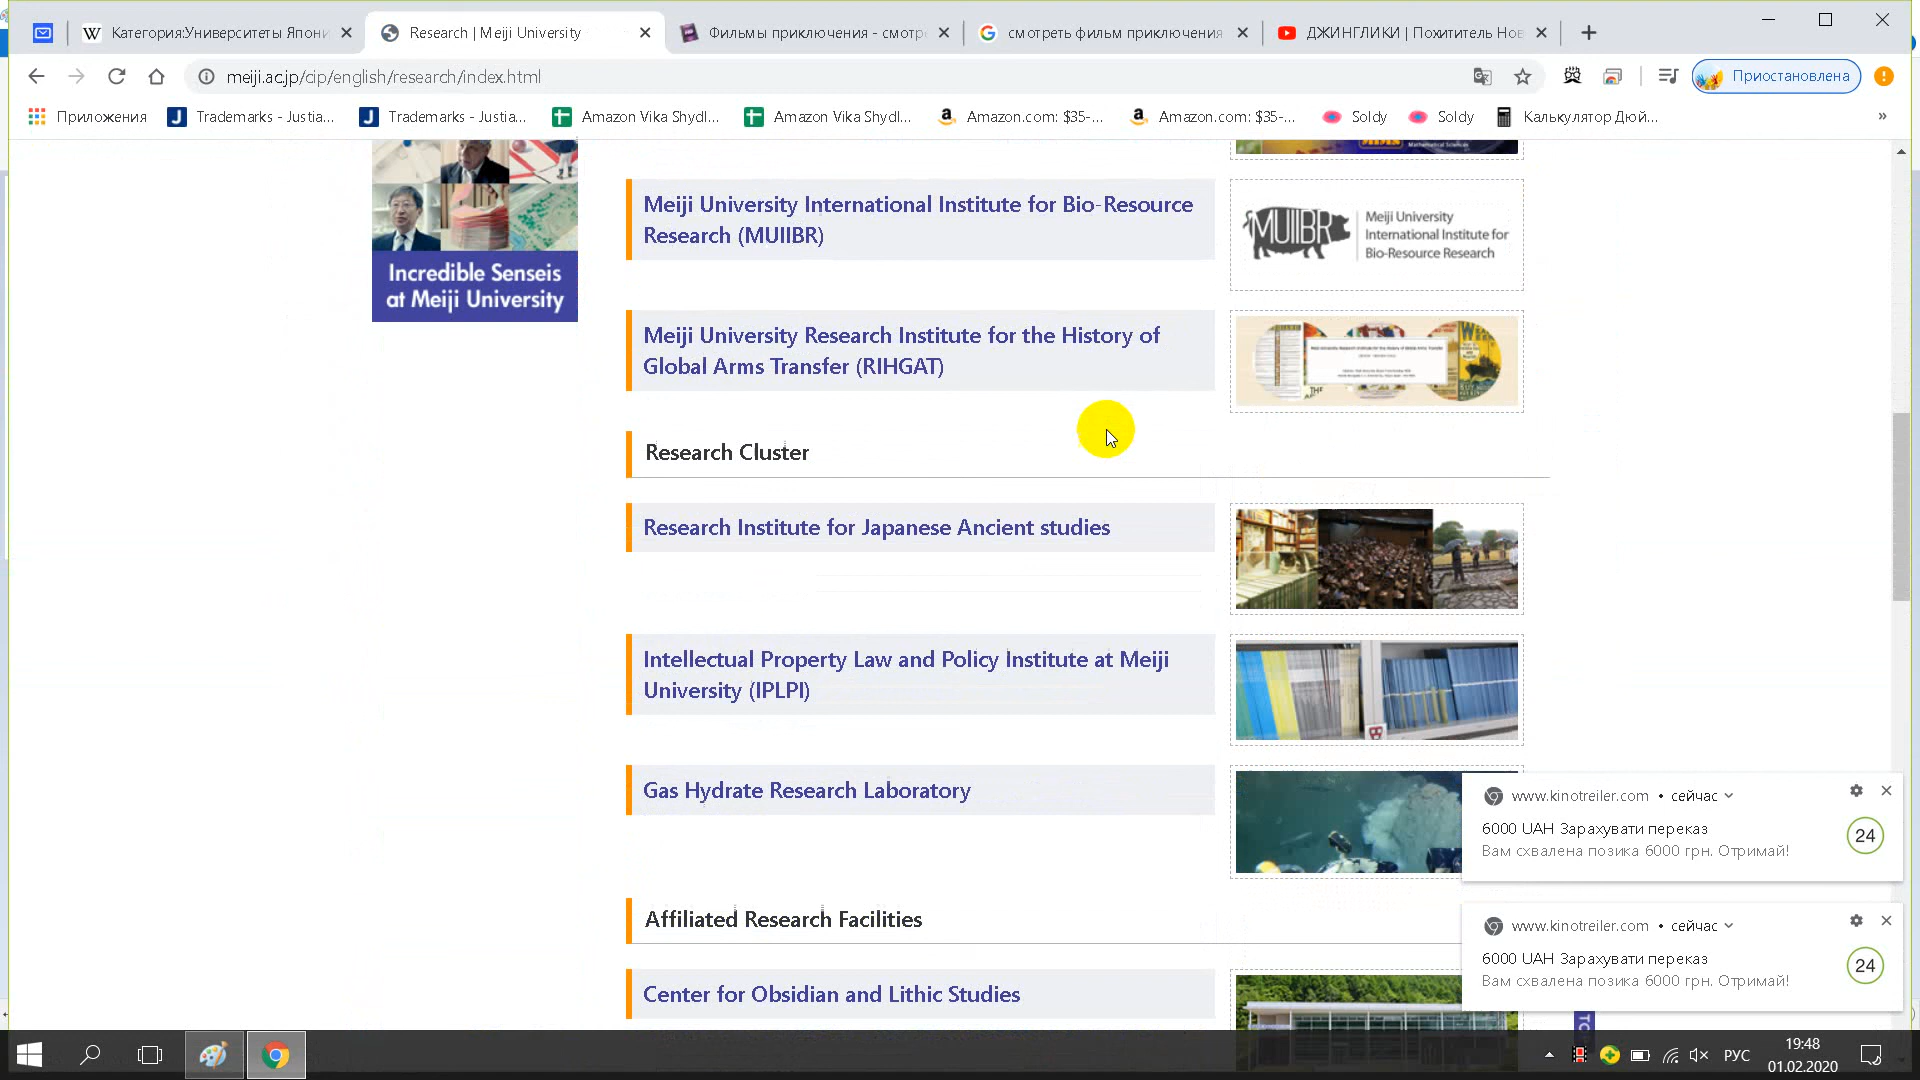 Категория:Университеты Япони
Research | Meiji University
Фильмы приключения - смотре
смотреть фильм приключения
ДЖИНГЛИКИ | Похититель Нов
meiji.ac.jp/cip/english/research/index.html
Приостановлена
Приложения
Trademarks - Justia...
Trademarks - Justia...
Amazon Vika Shydl...
Amazon Vika Shydl...
Amazon.com: $35-...
Amazon.com: $35-...
Soldy
Soldy
Калькулятор Дюй...
»
Incredible Senseis
at Meiji University
Mathematical Sciences
Meiji University International Institute for Bio-Resource
Research (MUIIBR)
MUIIBR
Meiji University
International Institute for
Bio-Resource Research
Meiji University Research Institute for the History of
Global Arms Transfer (RIHGAT)
Research Cluster
Research Institute for Japanese Ancient studies
Intellectual Property Law and Policy Institute at Meiji
University (IPLPI)
Gas Hydrate Research Laboratory
Affiliated Research Facilities
Center for Obsidian and Lithic Studies
www.kinotreiler.com • сейчас
6000 UAH Зарахувати переказ
Вам схвалена позика 6000 грн. Отримай!
24
www.kinotreiler.com • сейчас
6000 UAH Зарахувати переказ
Вам схвалена позика 6000 грн. Отримай!
24
РУС
19:48
01.02.2020